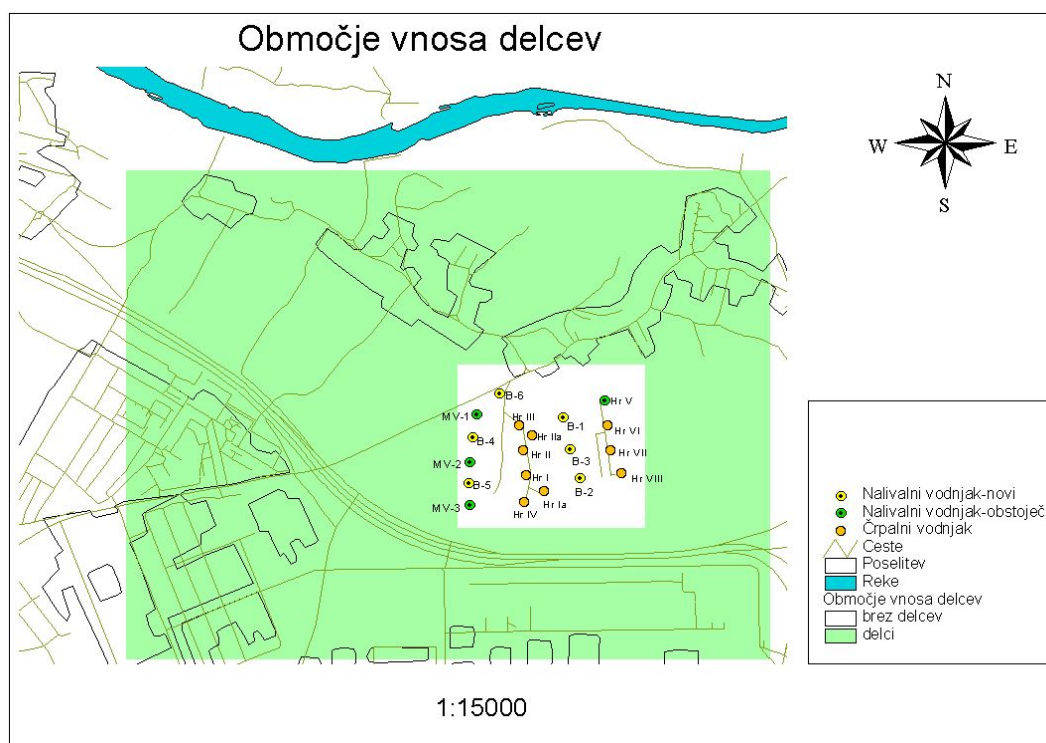 Območje vnosa delcev
N
W E
S
B-6
MV-1
Hr III
Hr V
B-1
Hr VI
Hr IIa
B-4
Hr II
B-3
Hr VII
MV-2
Hr I
Hr VIII
B-5
B-2
MV-3
Hr Ia
Hr IV
Nalivalni vodnjak-novi
Nalivalni vodnjak-obstoječ
Črpalni vodnjak
Ceste
Poselitev
Reke
Območje vnosa delcev
brez delcev
delci
1:15000